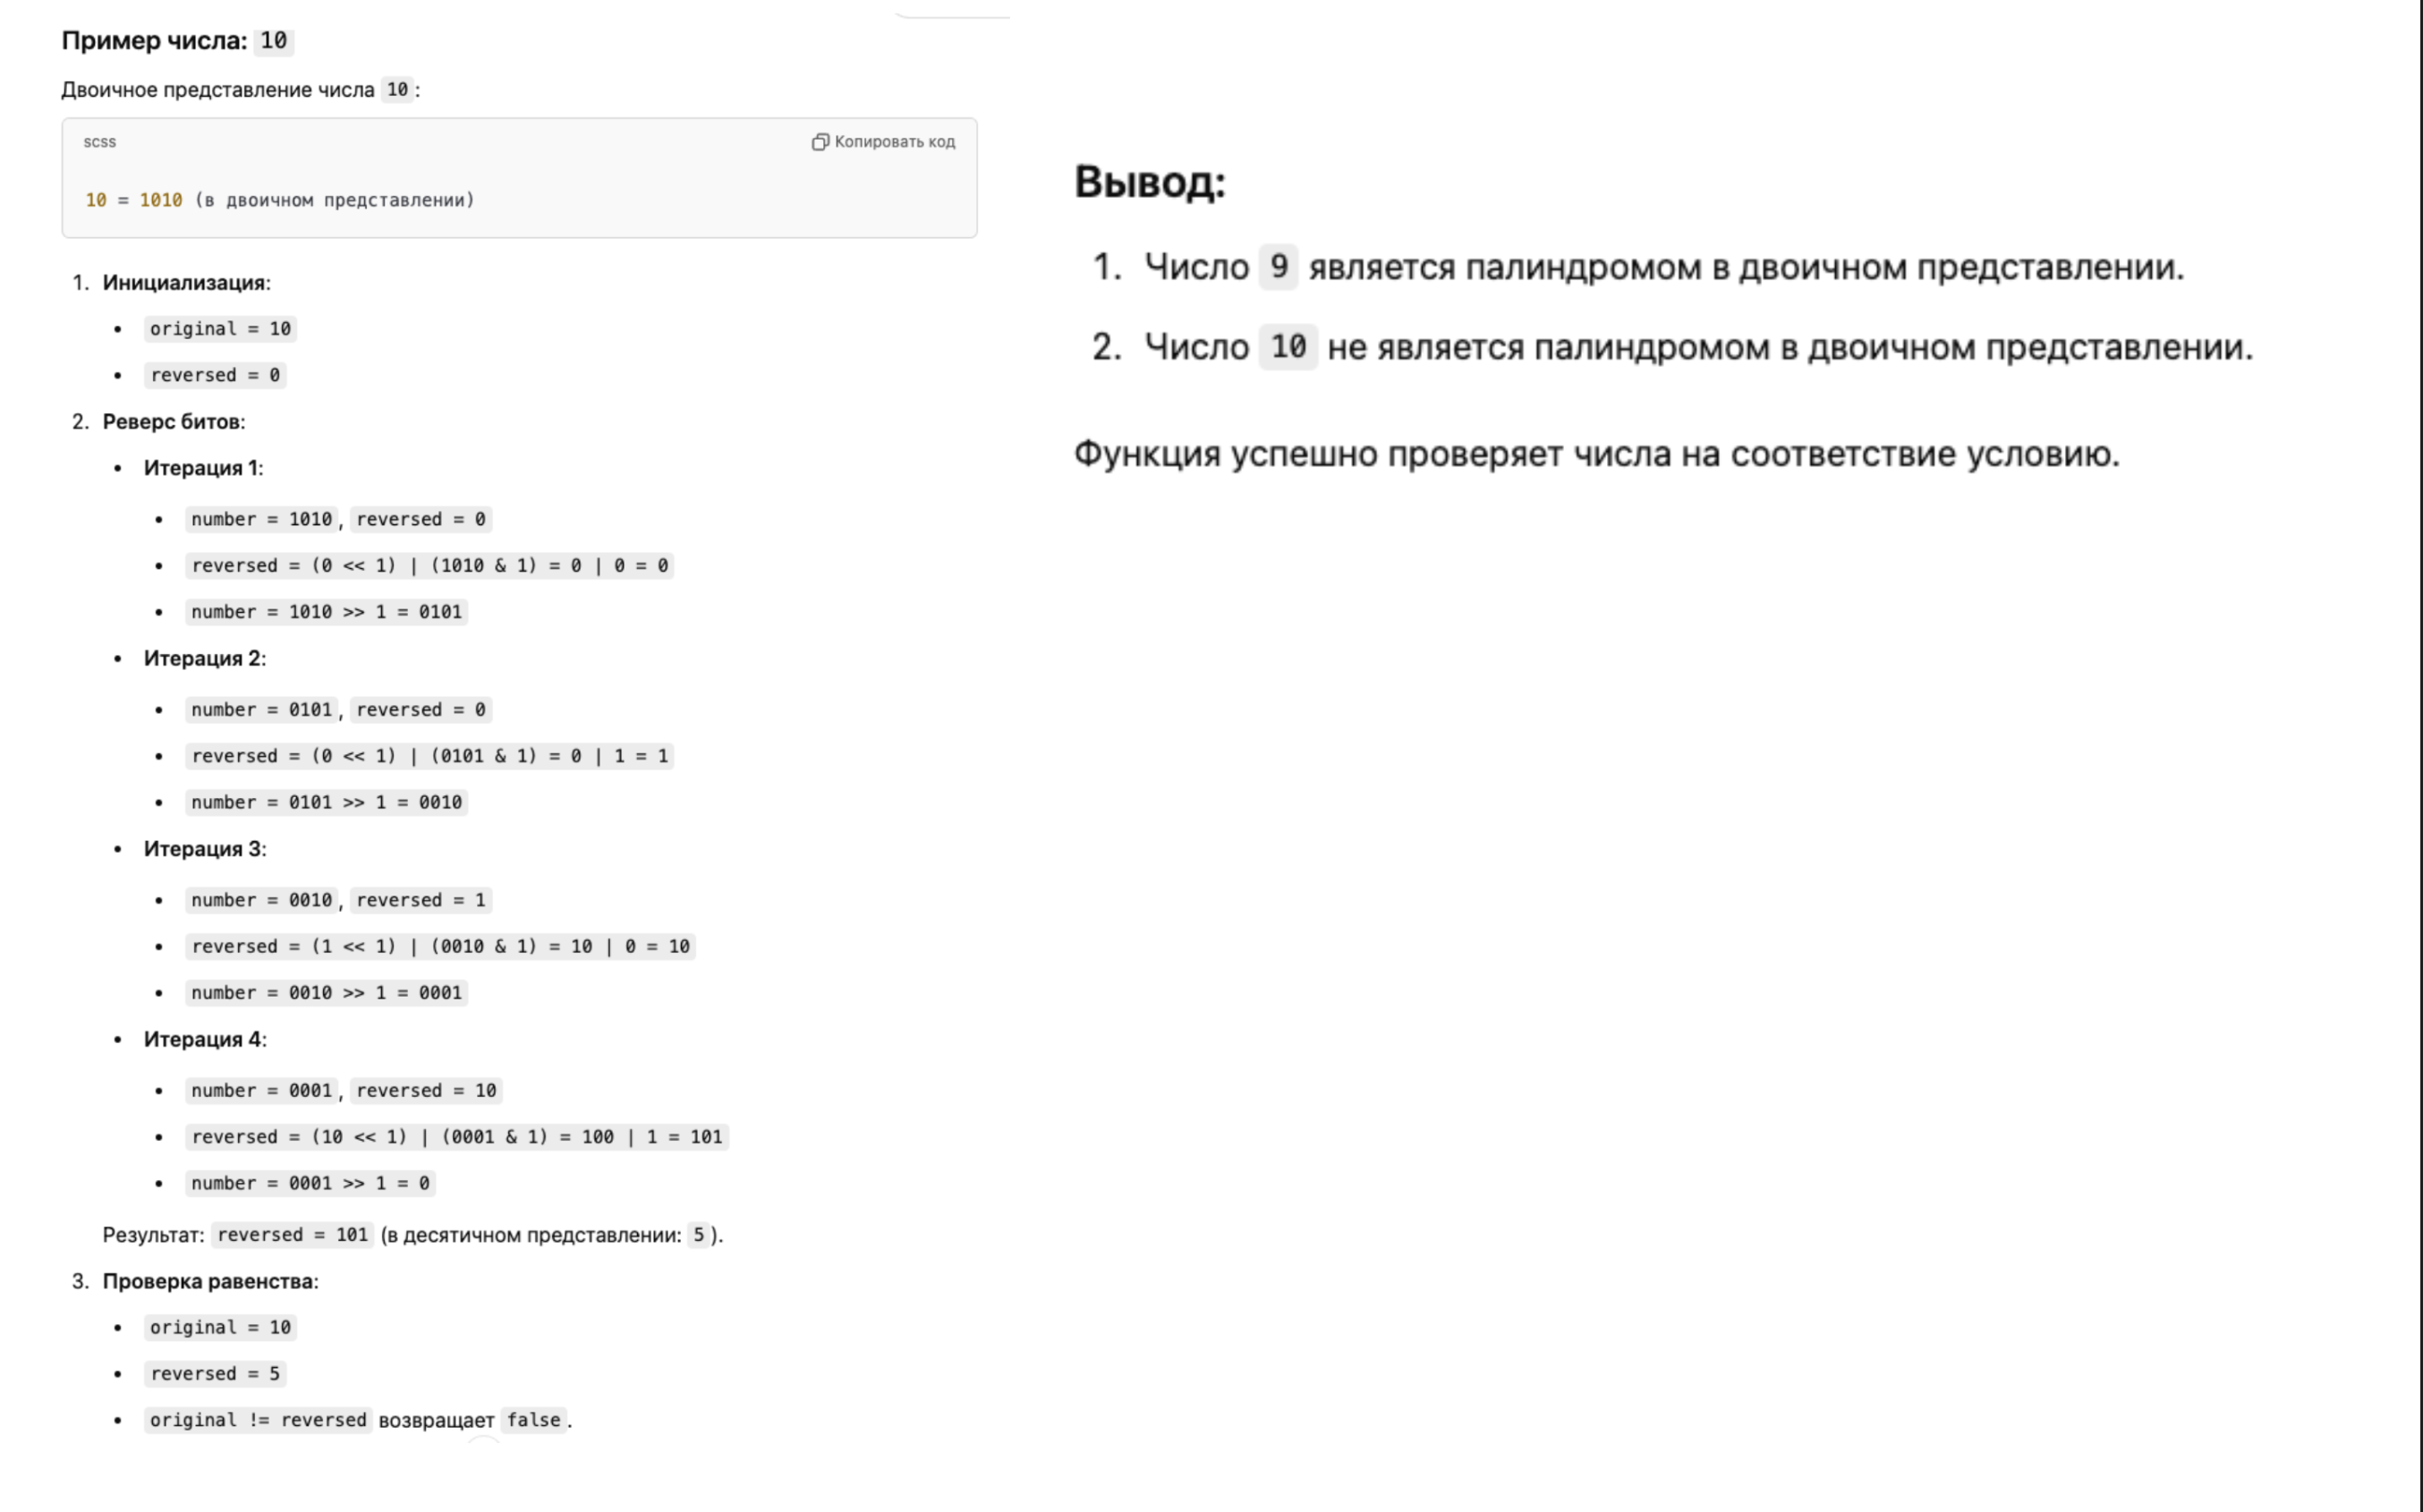 Пример числа: 10
Двоичное представление числа 10 :
scss
Копировать код
10 = 1010 (в двоичном представлении)
1. Инициализация:
• original = 10
• reversed = 0
2. Реверс битов:
• Итерация 1:
• number = 1010 , reversed = 0
• reversed = (0 << 1) | (1010 & 1) = 0 | 0 = 0
• number = 1010 >> 1 = 0101
• Итерация 2:
• number = 0101 , reversed = 0
• reversed = (0 << 1) | (0101 & 1) = 0 | 1 = 1
• number = 0101 >> 1 = 0010
• Итерация 3:
• number = 0010 , reversed = 1
• reversed = (1 << 1) | (0010 & 1) = 10 | 0 = 10
• number = 0010 >> 1 = 0001
• Итерация 4:
• number = 0001 , reversed = 10
• reversed = (10 << 1) | (0001 & 1) = 100 | 1 = 101
• number = 0001 >> 1 = 0
Результат: reversed = 101 (в десятичном представлении: 5 ).
3. Проверка равенства:
• original = 10
• reversed = 5
• original != reversed возвращает false .
Вывод:
1. Число 9 является палиндромом в двоичном представлении.
2. Число 10 не является палиндромом в двоичном представлении.
Функция успешно проверяет числа на соответствие условию.